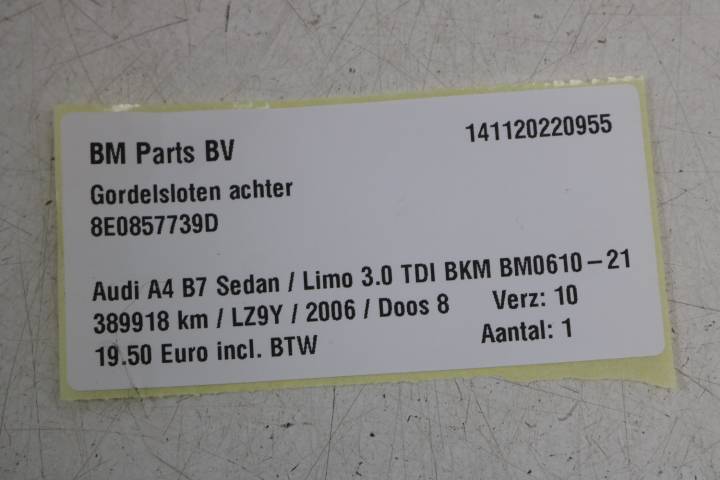 BM Parts BV 141120220955
Gordelsloten achter
8E0857739D
Audi A4 B7 Sedan / Limo 3.0 TDI BKM BM0610-21
389918 km / LZ9Y / 2006 / Doos 8 Verz: 10
19.50 Euro incl. BTW Aantal: 1